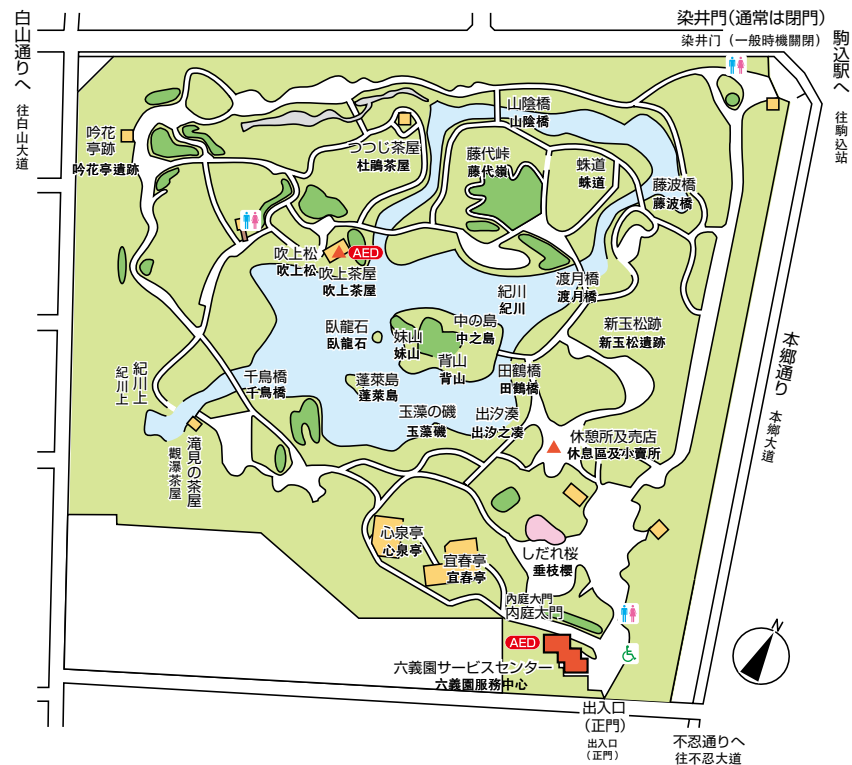 染井門(通常は閉門)
染井门（一般時機關閉）
白山通りへ
往白山大道
駒込駅へ
往駒込站
山陰橋
山陰橋
吟花
亭跡
吟花亭遺跡
つつじ茶屋
杜鵑茶屋
藤代峠
藤代嶺
蛛道
蛛道
藤波橋
藤波橋
吹上松
吹上松
AED
吹上茶屋
吹上茶屋
渡月橋
渡月橋
紀川
紀川
臥龍石
臥龍石
妹山
妹山
中の島
中之島
背山
背山
新玉松跡
新玉松遺跡
本郷通り
本鄉大道
紀川上
紀川上
千鳥橋
千鳥橋
蓬萊島
蓬萊島
田鶴橋
田鶴橋
玉藻の磯
玉藻磯
出汐湊
出汐之湊
滝見の茶屋
觀瀑茶屋
休憩所及売店
休息區及小賣所
心泉亭
心泉亭
宜春亭
宜春亭
しだれ桜
垂枝櫻
內庭大門
内庭大門
AED
六義園サービスセンター
六義園服務中心
N
出入口
（正門）
出入口
（正門）
不忍通りへ
往不忍大道